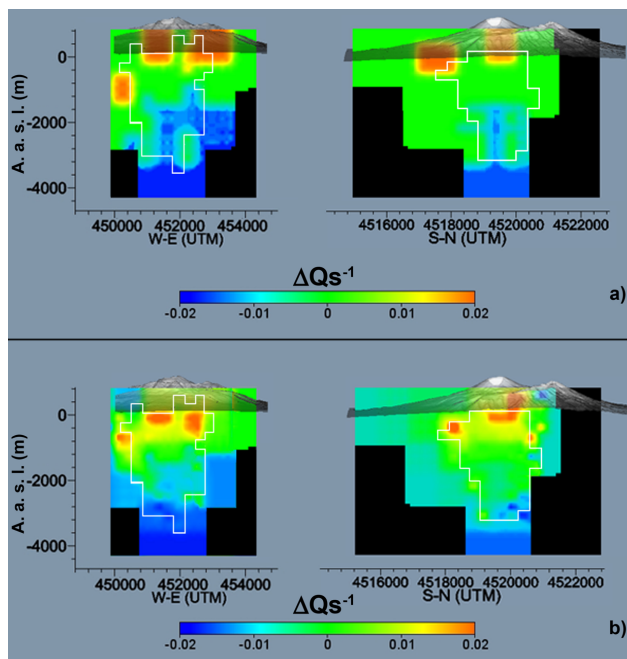 A. a. s. l. (m)
0
-2000
-4000
450000 452000 454000
W-E (UTM)
4516000 4518000 4520000 4522000
S-N (UTM)
ΔQs-1
-0.02 -0.01 0 0.01 0.02
a)
A. a. s. l. (m)
0
-2000
-4000
450000 452000 454000
W-E (UTM)
4516000 4518000 4520000 4522000
S-N (UTM)
ΔQs-1
-0.02 -0.01 0 0.01 0.02
b)